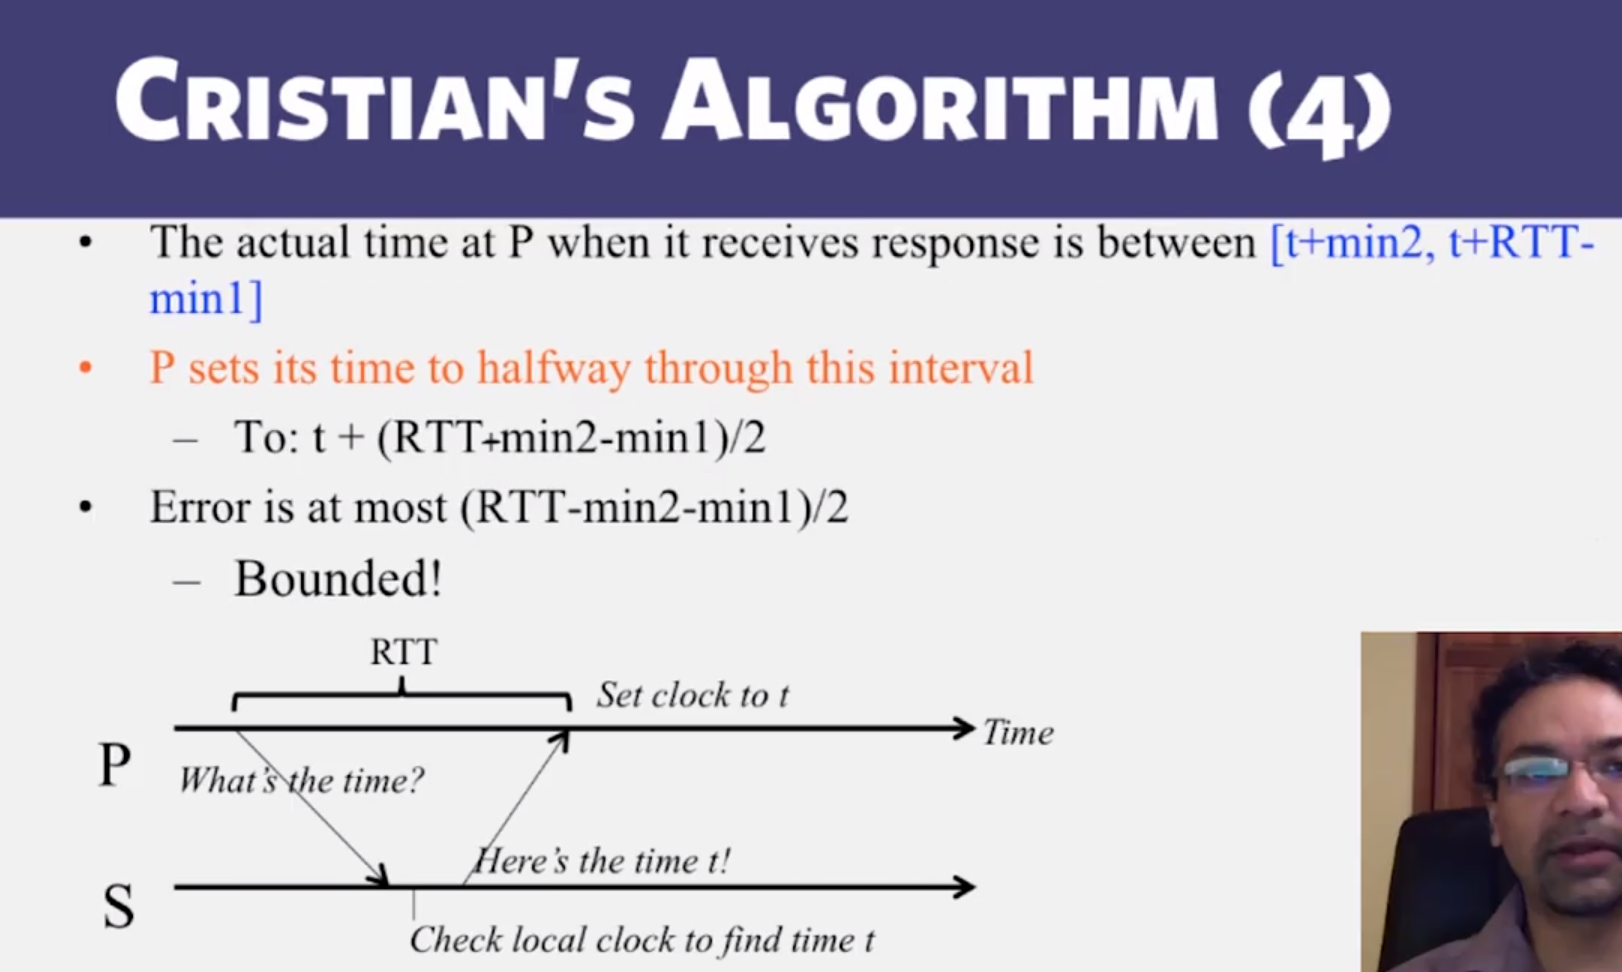 CRISTIAN'S ALGORITHM (4)
• The actual time at P when it receives response is between [t+min2, t+RTT-
min1]
• P sets its time to halfway through this interval
– To: t + (RTT+min2-min1)/2
• Error is at most (RTT-min2-min1)/2
– Bounded!
RTT
Set clock to t
Time
P
What's the time?
Here's the time t!
S
Check local clock to find time t